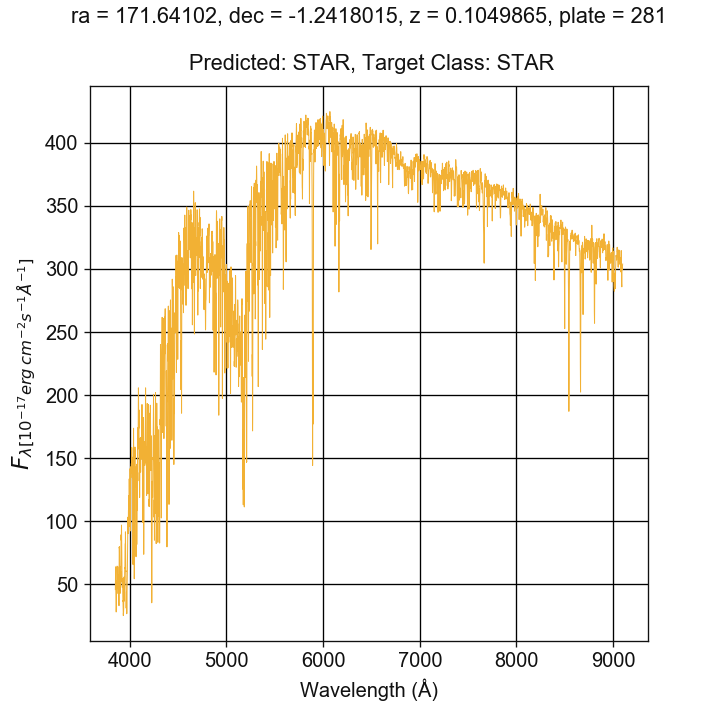 ra = 171.64102, dec = -1.2418015, z = 0.1049865, plate = 281
Predicted: STAR, Target Class: STAR
400
350
300
250
200
150
100
50
F_{λ[10^{-17} erg cm^{-2} s^{-1} Å^{-1}]}
4000 5000 6000 7000 8000 9000
Wavelength (Å)